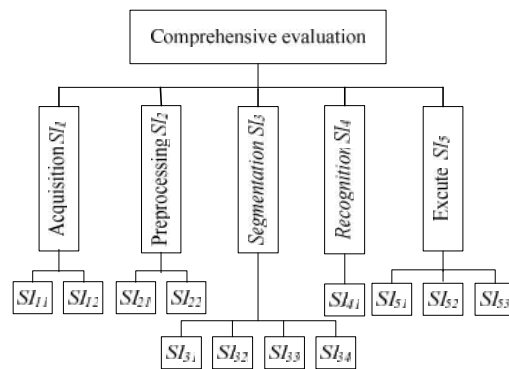 Comprehensive evaluation
Acquisition SI1
Preprocessing SI2
Segmentation SI3
Recognition SI4
Excute SI5
SI11
SI12
SI21
SI22
SI41
SI51
SI52
SI53
SI31
SI32
SI33
SI34